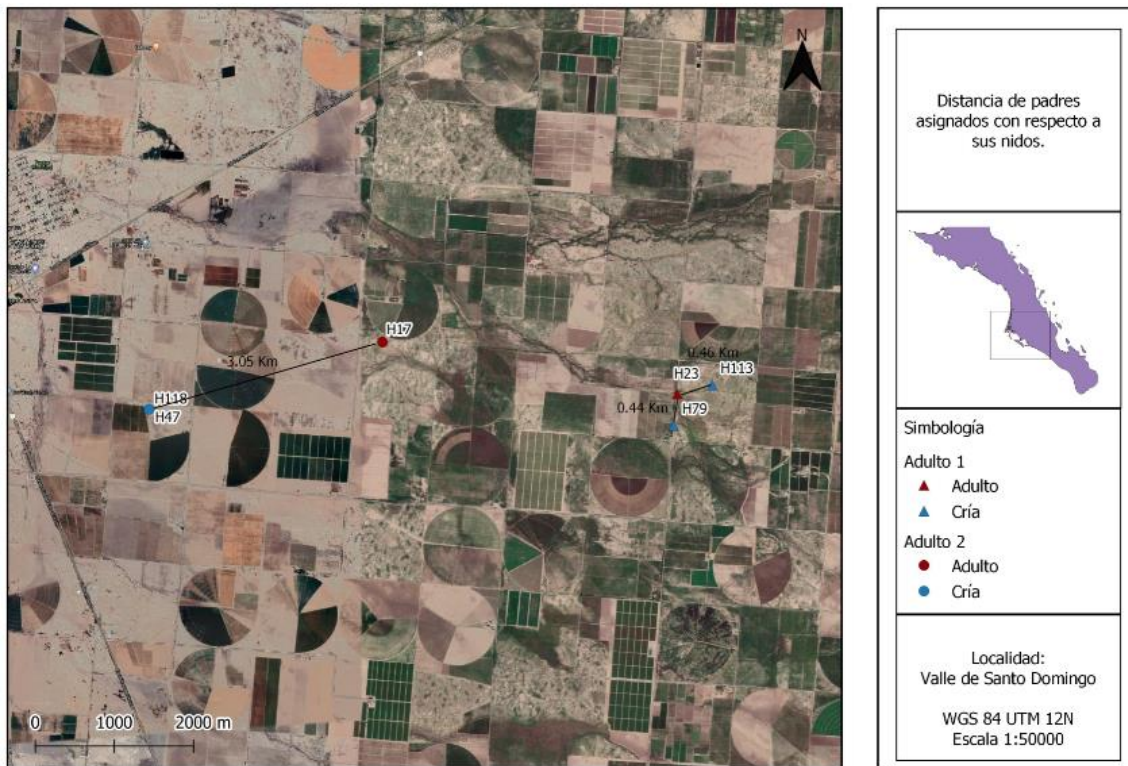 N
H17
3.05 Km
H118
H47
0.46 Km
H23
H113
0.44 Km
H79
0
1000
2000 m
Distancia de padres
asignados con respecto a
sus nidos.
Simbología
Adulto 1
Adulto
Cría
Adulto 2
Adulto
Cría
Localidad:
Valle de Santo Domingo
WGS 84 UTM 12N
Escala 1:50000